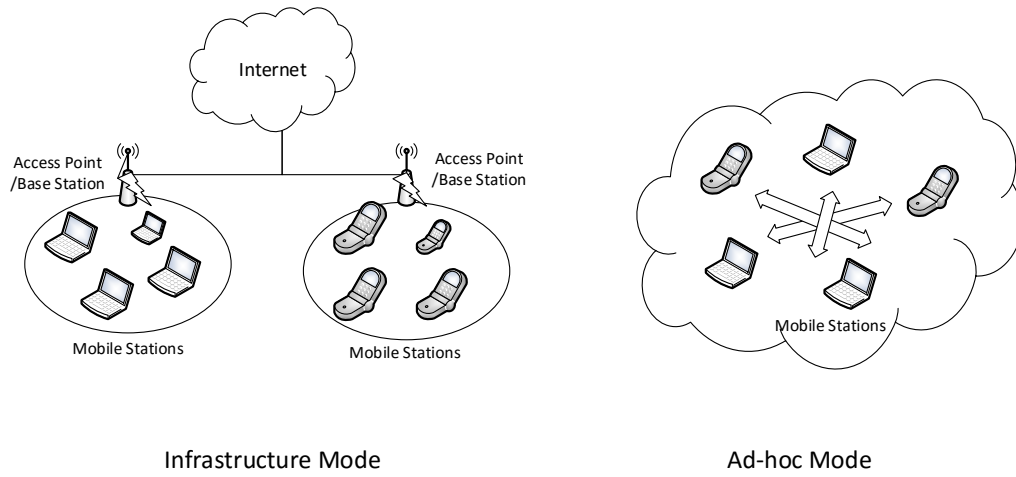 Internet
Access Point
/Base Station
Access Point
/Base Station
Mobile Stations
Mobile Stations
Mobile Stations
Infrastructure Mode
Ad-hoc Mode